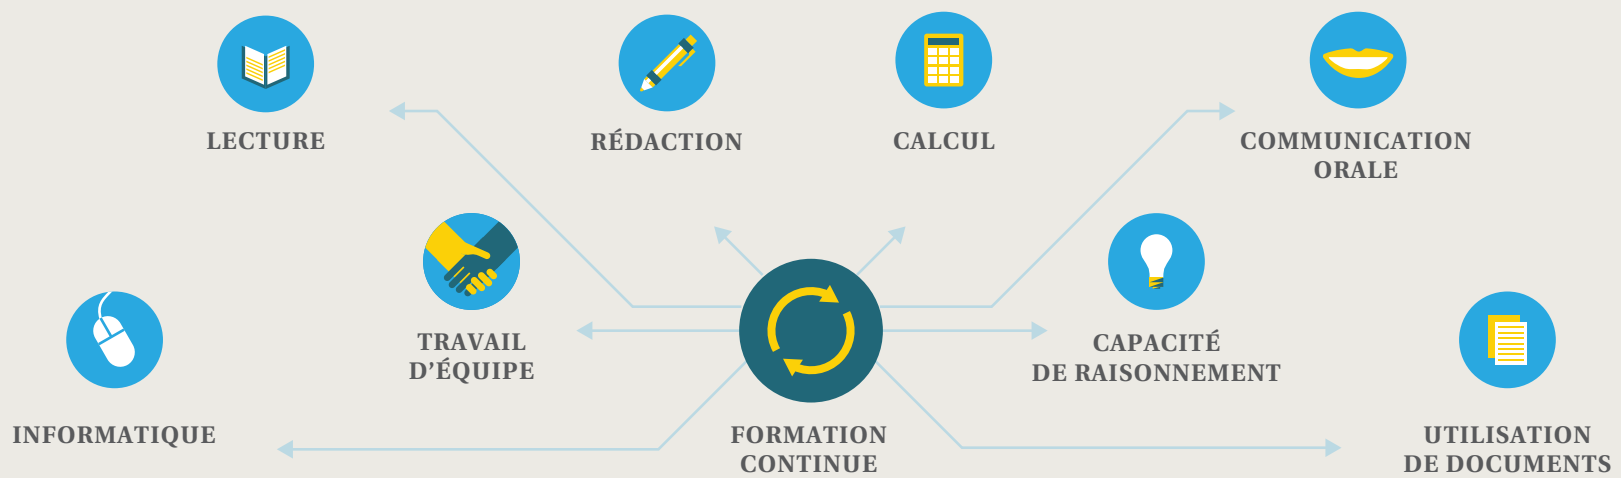 LECTURE
RÉDACTION
CALCUL
COMMUNICATION
ORALE
TRAVAIL
D'ÉQUIPE
CAPACITÉ
DE RAISONNEMENT
INFORMATIQUE
FORMATION
CONTINUE
UTILISATION
DE DOCUMENTS